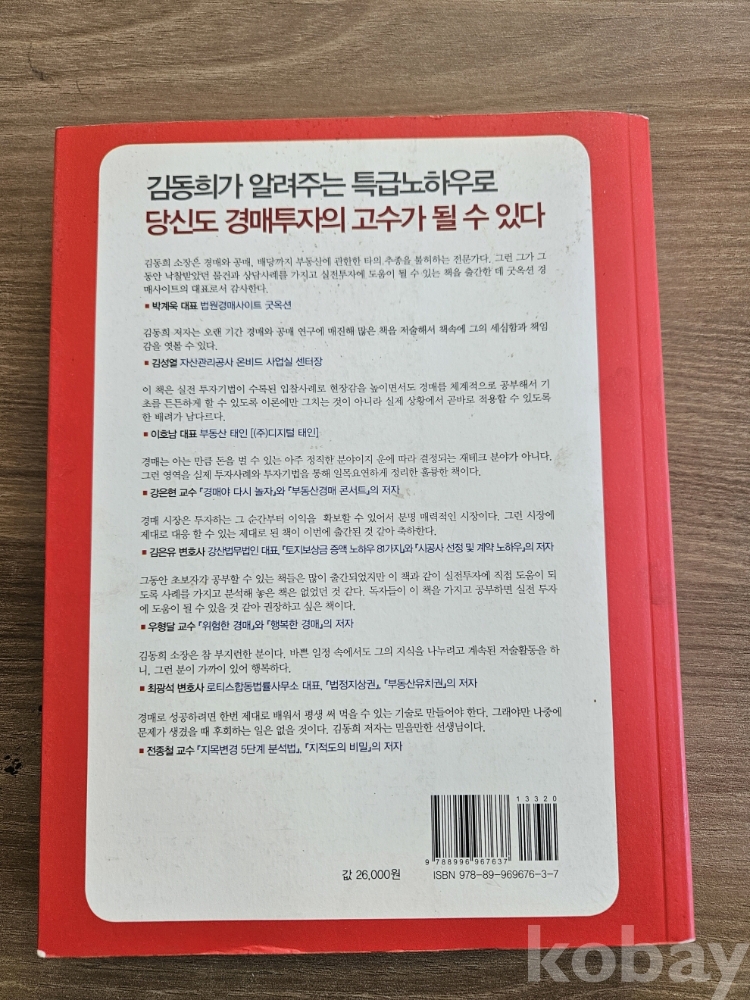 김동희가 알려주는 특급노하우로
당신도 경매투자의 고수가 될 수 있다
김동희 소장은 경매와 공매, 배당까지 부동산에 관한한 타의 추종을 불허하는 전문가다. 그런 그가 그
동안 낙찰받았던 물건과 상담사례를 가지고 실전투자에 도움이 될 수 있는 책을 출간한 데 굿옥션 경
매사이트의 대표로서 감사한다.
▪ 박계욱 대표 법원경매사이트 굿옥션
김동희 저자는 오랜 기간 경매와 공매 연구에 매진해 많은 책을 저술해서 책속에 그의 세심함과 책임
감을 엿볼 수 있다.
▪ 김성열 자산관리공사 온비드 사업실 센터장
이 책은 실전 투자기법이 수록된 입찰사례로 현장감을 높이면서도 경매를 체계적으로 공부해서 기
초를 튼튼하게 할 수 있도록 이론에만 그치는 것이 아니라 실제 상황에서 곧바로 적용할 수 있도록
한 배려가 남다르다.
▪ 이호남 대표 부동산 태인 [(주)디지털 태인]
경매는 아는 만큼 돈을 벌 수 있는 아주 정직한 분야이지 운에 따라 결정되는 재테크 분야가 아니다.
그런 영역을 실제 투자사례와 투자기법을 통해 일목요연하게 정리한 훌륭한 책이다.
▪ 강은현 교수 『경매야 다시 놀자』와 『부동산경매 콘서트』의 저자
경매 시장은 투자하는 그 순간부터 이익을 확보할 수 있어서 분명 매력적인 시장이다. 그런 시장에
제대로 대응 할 수 있는 제대로 된 책이 이번에 출간된 것 같아 축하한다.
▪ 김은유 변호사 강산법무법인 대표, 『토지보상금 증액 노하우 81가지』와 『시공사 선정 및 계약 노하우』의 저자
그동안 초보자가 공부할 수 있는 책들은 많이 출간되었지만 이 책과 같이 실전투자에 직접 도움이 되
도록 사례를 가지고 분석해 놓은 책은 없었던 것 같다. 독자들이 이 책을 가지고 공부하면 실전 투자
에 도움이 될 수 있을 것 같아 권장하고 싶은 책이다.
▪ 우형달 교수 『위험한 경매』와 『행복한 경매』의 저자
김동희 소장은 참 부지런한 분이다. 바쁜 일정 속에서도 그의 지식을 나누려고 계속된 저술활동을 하
니, 그런 분이 가까이 있어 행복하다.
▪ 최광석 변호사 로티스합동법률사무소 대표, 『법정지상권』, 『부동산유치권』의 저자
경매로 성공하려면 한번 제대로 배워서 평생 써 먹을 수 있는 기술로 만들어야 한다. 그래야만 나중에
문제가 생겼을 때 후회하는 일은 없을 것이다. 김동희 저자는 믿을만한 선생님이다.
▪ 전종철 교수 『지목변경 5단계 분석법』, 『지적도의 비밀』의 저자
13320
9 788996 967637
값 26,000원 ISBN 978-89-969676-3-7
kobay